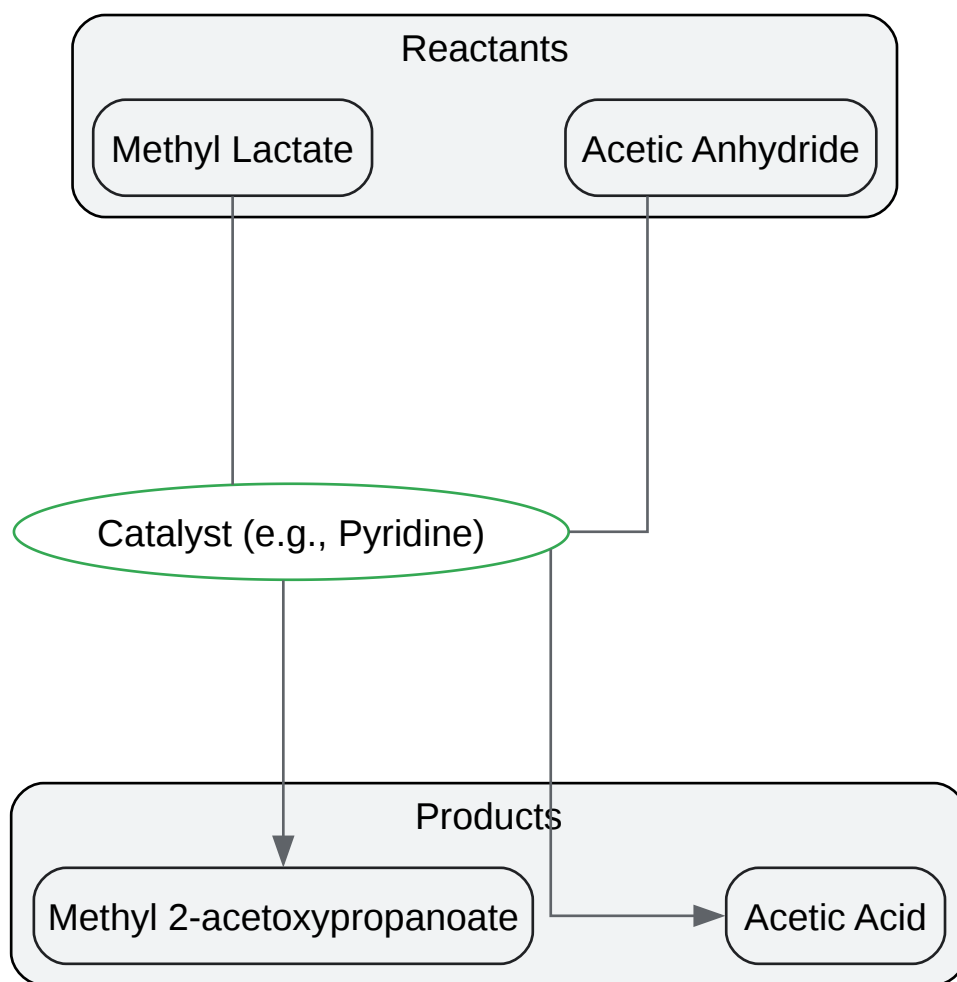 Reactants
Methyl Lactate
Acetic Anhydride
Catalyst (e.g., Pyridine)
Products
Methyl 2-acetoxypropanoate
Acetic Acid